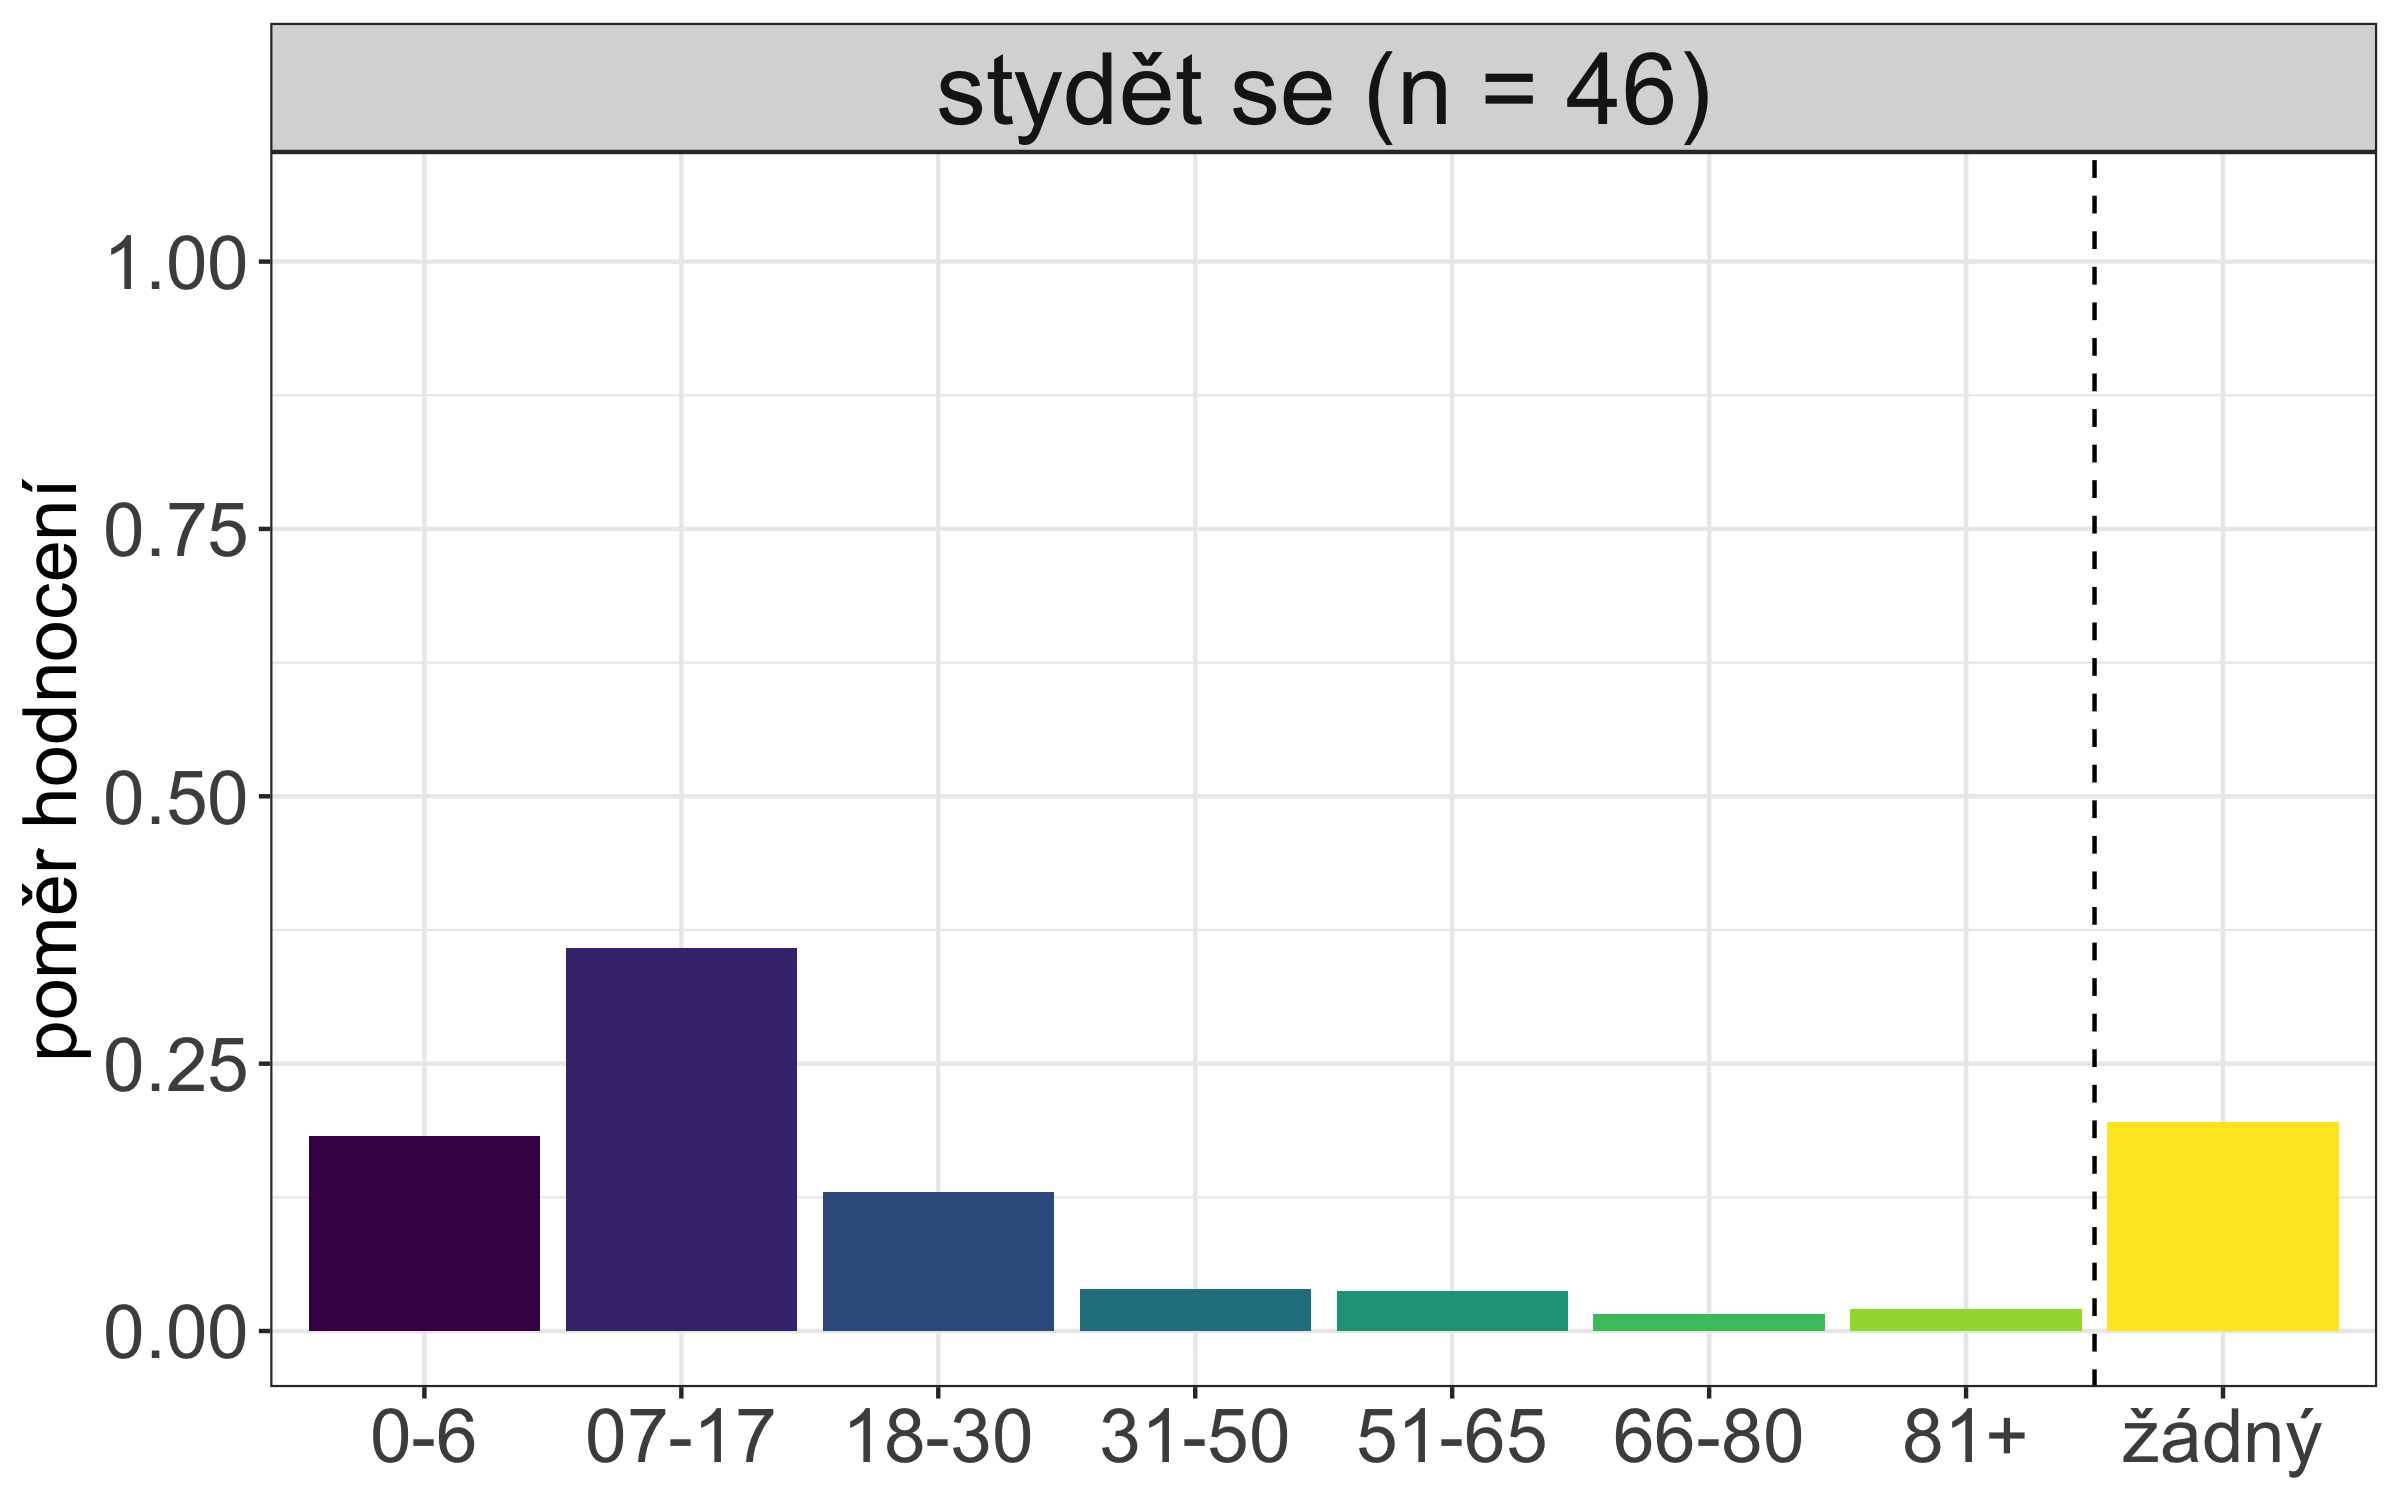 stydět se (n = 46)
poměr hodnocení
1.00
0.75
0.50
0.25
0.00
0-6 07-17 18-30 31-50 51-65 66-80 81+ žádný